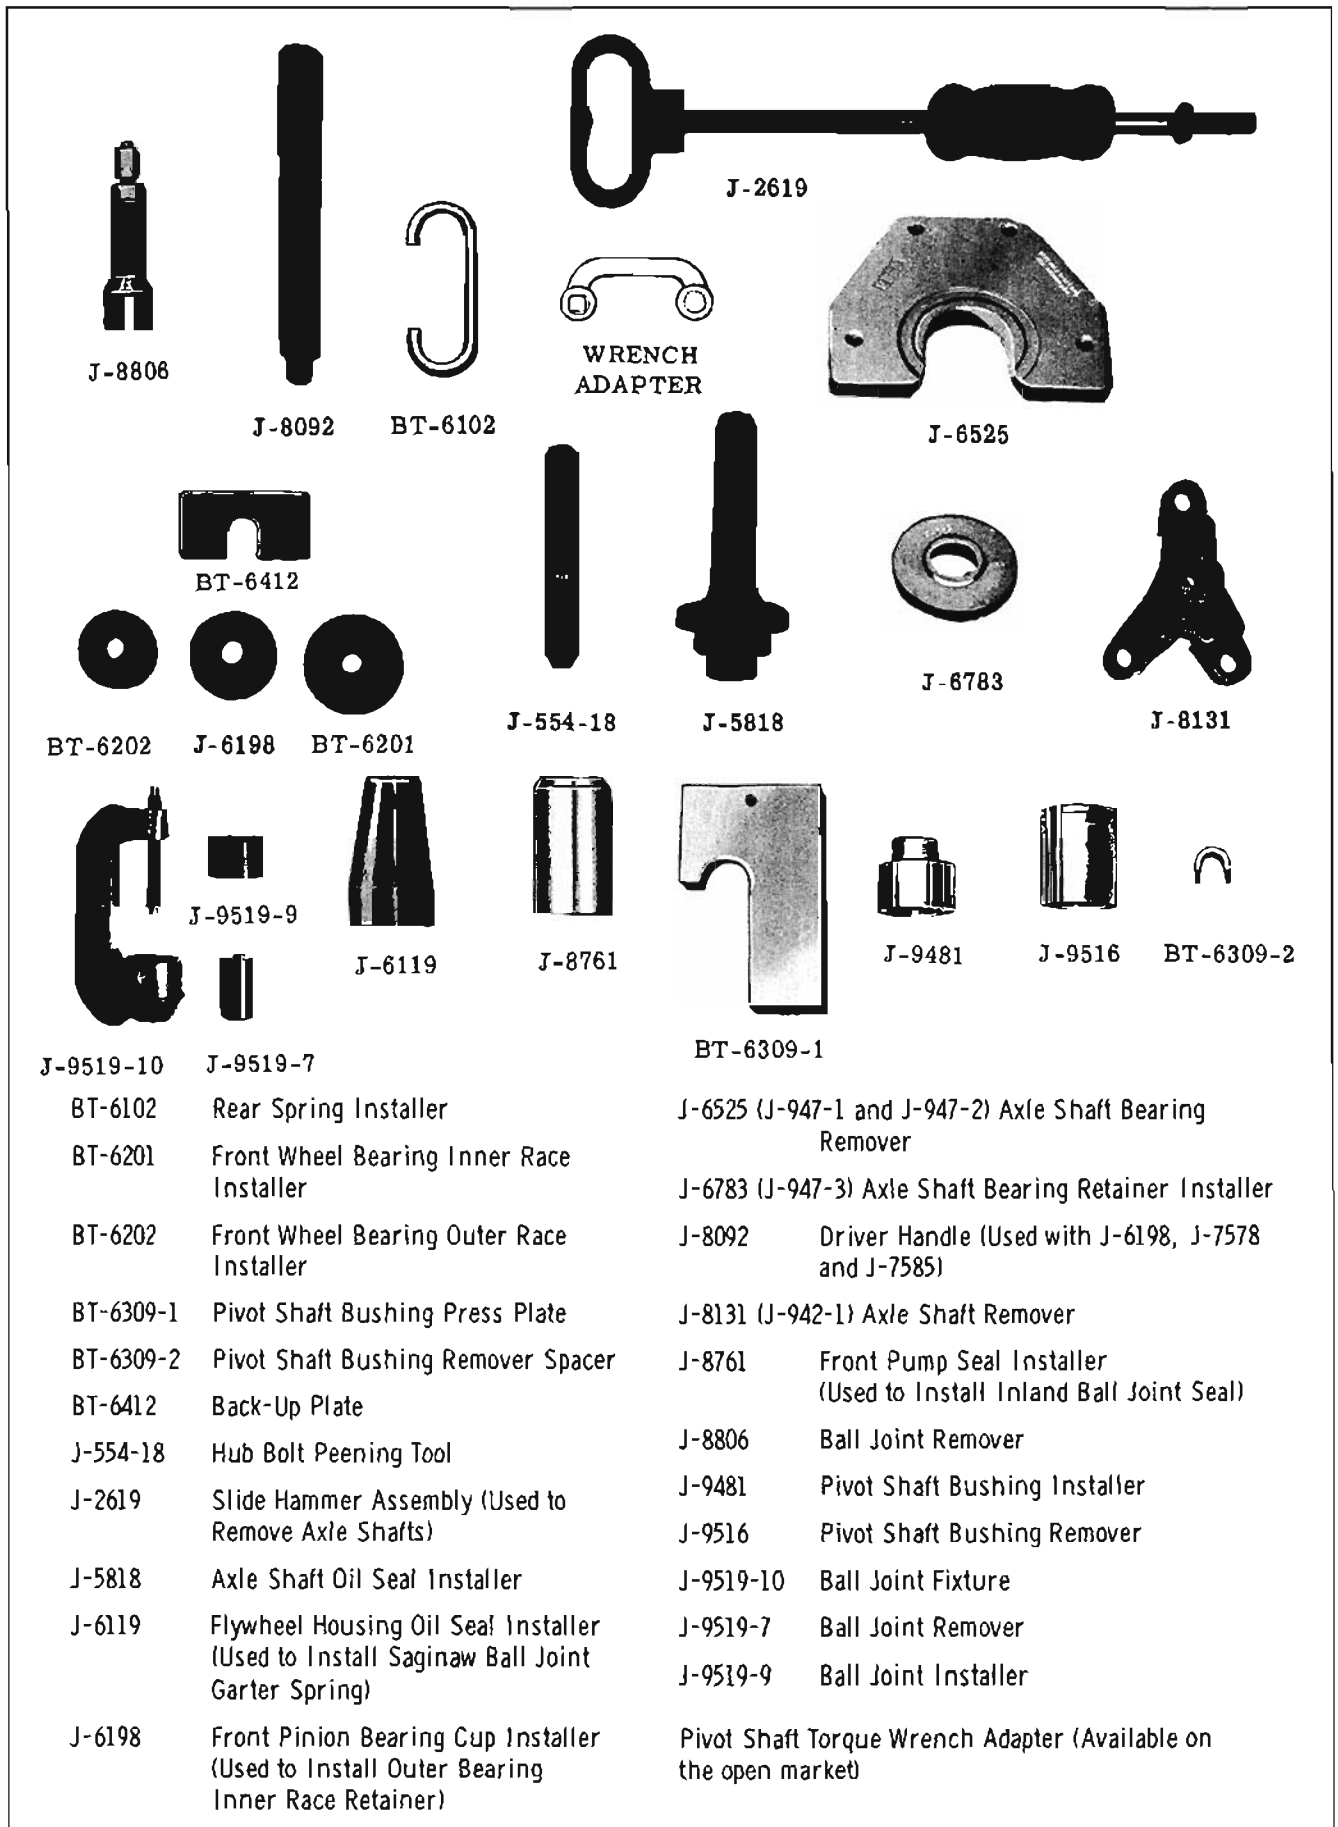 J-2619
J-8806
WRENCH
ADAPTER
J-8092
BT-6102
J-6525
BT-6412
J-6783
J-554-18
J-5818
J-8131
BT-6202
J-6198
BT-6201
J-9519-9
J-6119
J-8761
J-9481
J-9516
BT-6309-2
BT-6309-1
J-9519-10
J-9519-7
BT-6102 Rear Spring Installer
BT-6201 Front Wheel Bearing Inner Race
Installer
BT-6202 Front Wheel Bearing Outer Race
Installer
BT-6309-1 Pivot Shaft Bushing Press Plate
BT-6309-2 Pivot Shaft Bushing Remover Spacer
BT-6412 Back-Up Plate
J-554-18 Hub Bolt Peening Tool
J-2619 Slide Hammer Assembly (Used to
Remove Axle Shafts)
J-5818 Axle Shaft Oil Seal Installer
J-6119 Flywheel Housing Oil Seal Installer
(Used to Install Saginaw Ball Joint
Garter Spring)
J-6198 Front Pinion Bearing Cup Installer
(Used to Install Outer Bearing
Inner Race Retainer)
J-6525 (J-947-1 and J-947-2) Axle Shaft Bearing
Remover
J-6783 (J-947-3) Axle Shaft Bearing Retainer Installer
J-8092 Driver Handle (Used with J-6198, J-7578
and J-7585)
J-8131 (J-942-1) Axle Shaft Remover
J-8761 Front Pump Seal Installer
(Used to Install Inland Ball Joint Seal)
J-8806 Ball Joint Remover
J-9481 Pivot Shaft Bushing Installer
J-9516 Pivot Shaft Bushing Remover
J-9519-10 Ball Joint Fixture
J-9519-7 Ball Joint Remover
J-9519-9 Ball Joint Installer
Pivot Shaft Torque Wrench Adapter (Available on
the open market)